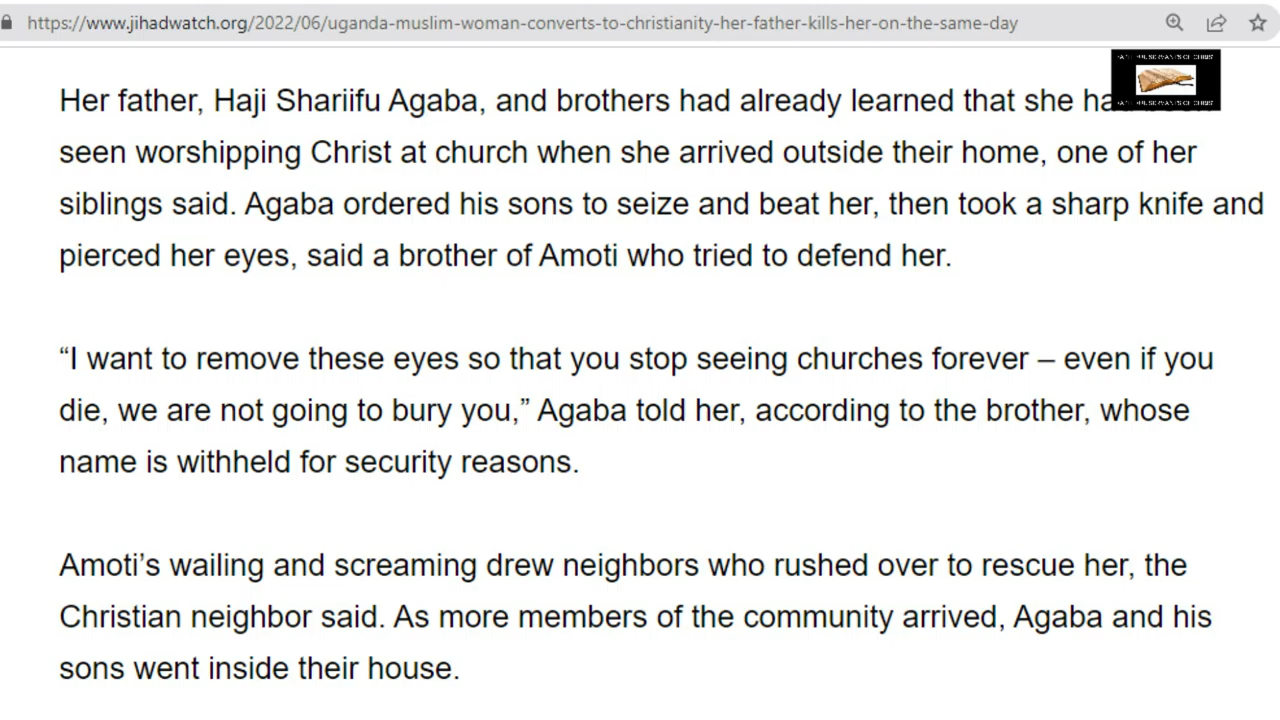 https://www.jihadwatch.org/2022/06/uganda-muslim-woman-converts-to-christianity-her-father-kills-her-on-the-same-day
Her father, Haji Shariifu Agaba, and brothers had already learned that she
seen worshipping Christ at church when she arrived outside their home, one of her
siblings said. Agaba ordered his sons to seize and beat her, then took a sharp knife and
pierced her eyes, said a brother of Amoti who tried to defend her.
“I want to remove these eyes so that you stop seeing churches forever – even if you
die, we are not going to bury you,” Agaba told her, according to the brother, whose
name is withheld for security reasons.
Amoti’s wailing and screaming drew neighbors who rushed over to rescue her, the
Christian neighbor said. As more members of the community arrived, Agaba and his
sons went inside their house.